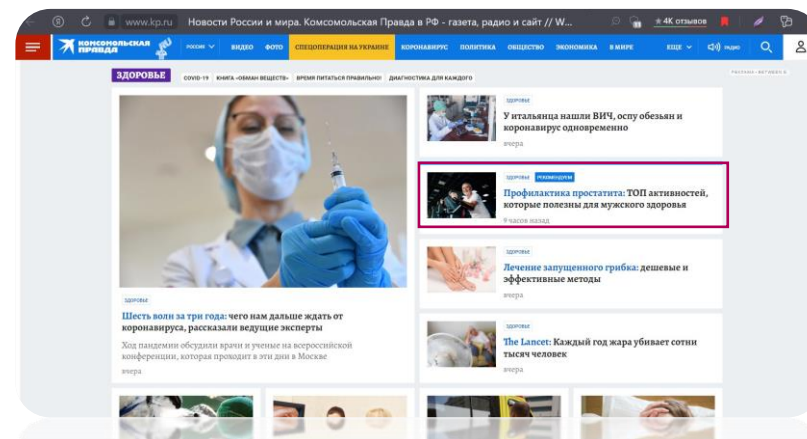 www.kp.ru Новости России и мира. Комсомольская Правда в РФ - газета, радио и сайт // W... 4K отзывов
КОМСОМОЛЬСКАЯ ПРАВДА
РОССИЯ ВИДЕО ФОТО СПЕЦОПЕРАЦИЯ НА УКРАИНЕ КОРОНАВИРУС ПОЛИТИКА ОБЩЕСТВО ЭКОНОМИКА В МИРЕ ЕЩЕ РАДИО
ЗДОРОВЬЕ COVID-19 КНИГА «ОБМАН ВЕЩЕСТВ» ВРЕМЯ ПИТАТЬСЯ ПРАВИЛЬНО! ДИАГНОСТИКА ДЛЯ КАЖДОГО
ЗДОРОВЬЕ
Шесть волн за три года: чего нам дальше ждать от
коронавируса, рассказали ведущие эксперты
Ход пандемии обсудили врачи и ученые на всероссийской
конференции, которая проходит в эти дни в Москве
вчера
ЗДОРОВЬЕ
У итальянца нашли ВИЧ, оспу обезьян и
коронавирус одновременно
вчера
ЗДОРОВЬЕ РЕКОМЕНДУЕМ
Профилактика простатита: ТОП активностей,
которые полезны для мужского здоровья
9 часов назад
ЗДОРОВЬЕ
Лечение запущенного грибка: дешевые и
эффективные методы
вчера
ЗДОРОВЬЕ
The Lancet: Каждый год жара убивает сотни
тысяч человек
вчера